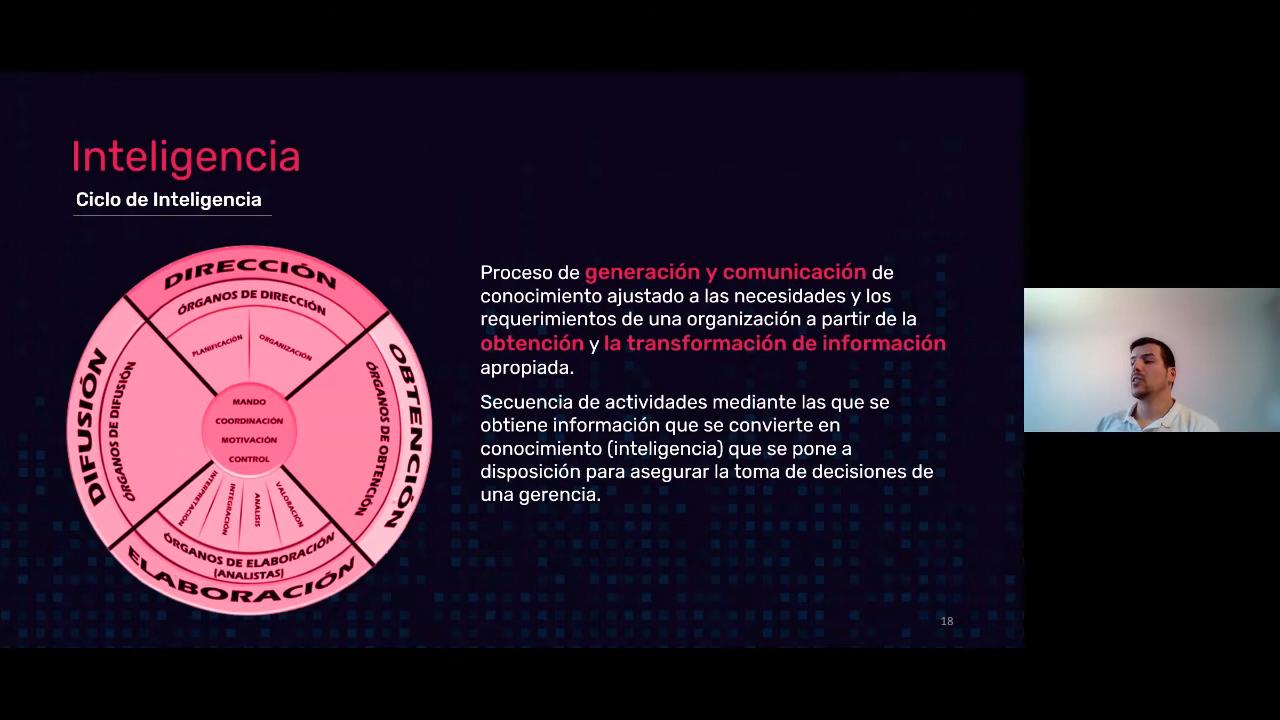 Inteligencia
Ciclo de Inteligencia
DIRECCIÓN
ÓRGANOS DE DIRECCIÓN
PLANIFICACIÓN
ORGANIZACIÓN
DIFUSIÓN
ÓRGANOS DE DIFUSIÓN
OBTENCIÓN
ÓRGANOS DE OBTENCIÓN
MANDO
COORDINACIÓN
MOTIVACIÓN
CONTROL
INTERPRETACIÓN
INTEGRACIÓN
ANÁLISIS
VALORACIÓN
ÓRGANOS DE ELABORACIÓN
(ANALISTAS)
ELABORACIÓN
Proceso de generación y comunicación de
conocimiento ajustado a las necesidades y los
requerimientos de una organización a partir de la
obtención y la transformación de información
apropiada.
Secuencia de actividades mediante las que se
obtiene información que se convierte en
conocimiento (inteligencia) que se pone a
disposición para asegurar la toma de decisiones de
una gerencia.
18